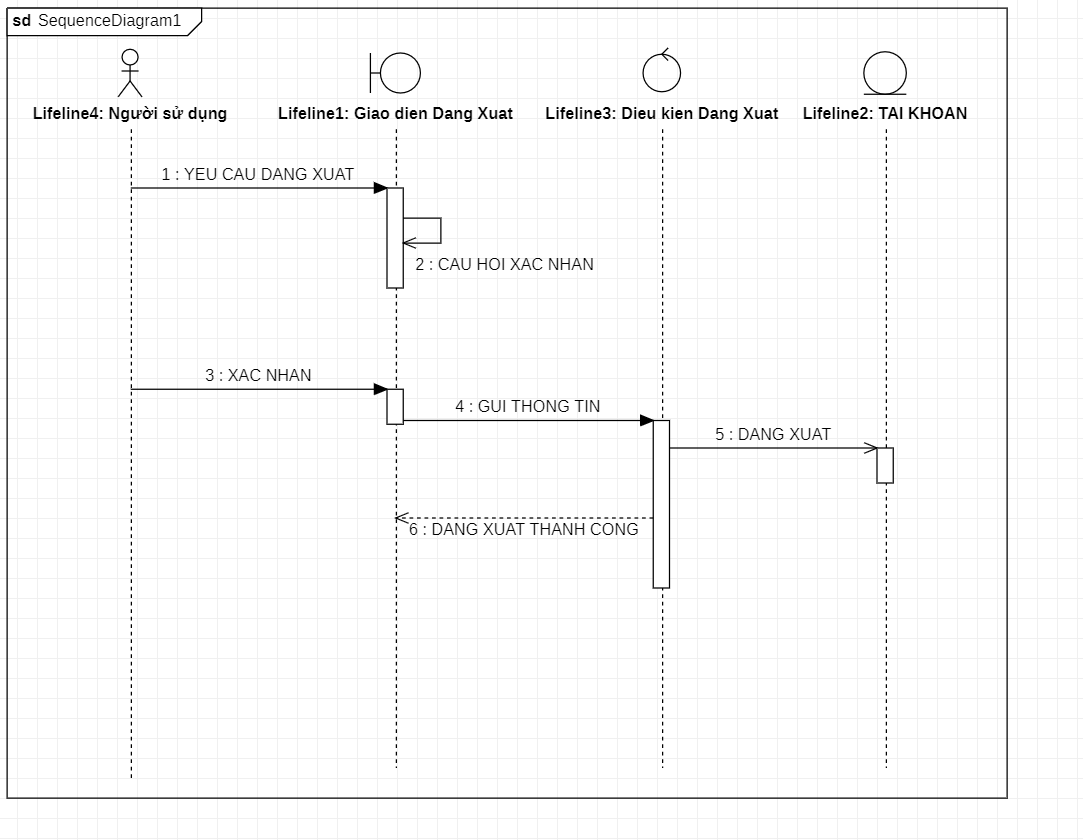 sd SequenceDiagram1
Lifeline4: Người sử dụng
Lifeline1: Giao dien Dang Xuat
Lifeline3: Dieu kien Dang Xuat
Lifeline2: TAI KHOAN
1 : YEU CAU DANG XUAT
2 : CAU HOI XAC NHAN
3 : XAC NHAN
4 : GUI THONG TIN
5 : DANG XUAT
6 : DANG XUAT THANH CONG